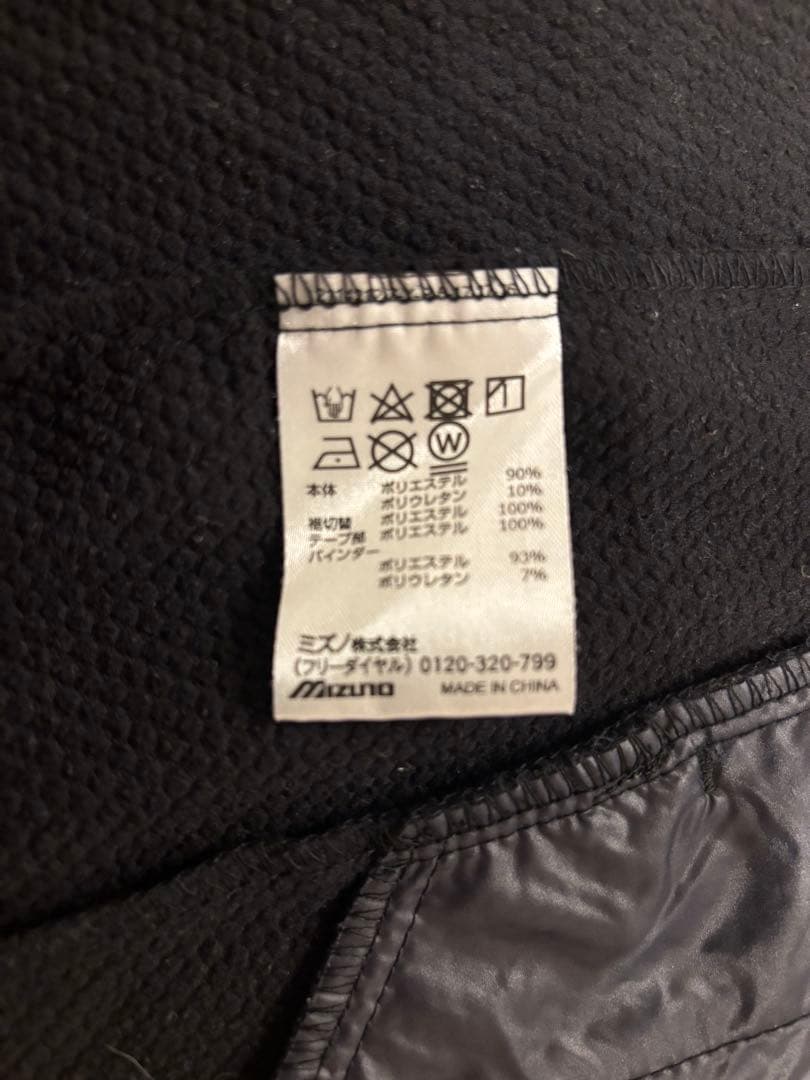 W
本体 ポリエステル 90%
ポリウレタン 10%
裾切替 ポリエステル 100%
テープ部 ポリエステル 100%
バインダー
ポリエステル 93%
ポリウレタン 7%
ミズノ株式会社
(フリーダイヤル) 0120-320-799
MIZUNO MADE IN CHINA